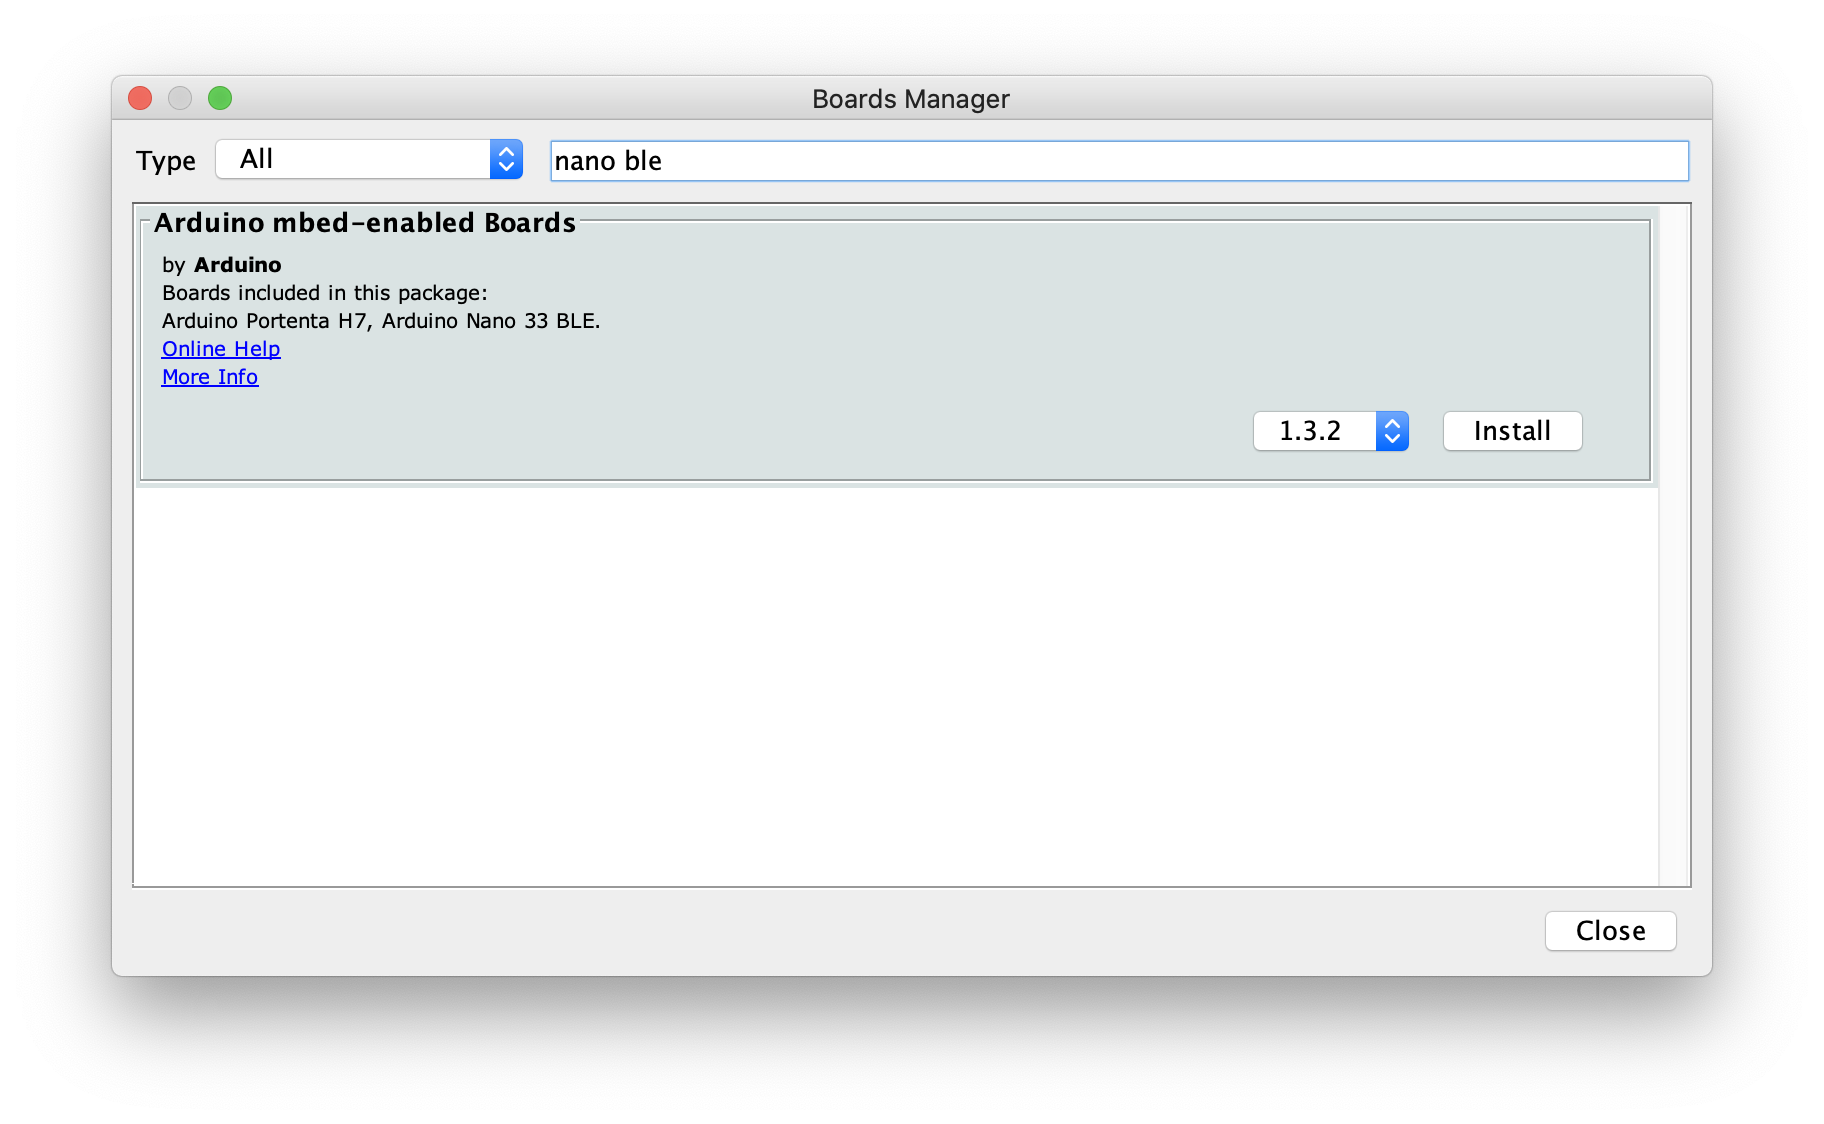 Boards Manager
Type All nano ble
Arduino mbed-enabled Boards
by Arduino
Boards included in this package:
Arduino Portenta H7, Arduino Nano 33 BLE.
Online Help
More Info
1.3.2 Install
Close